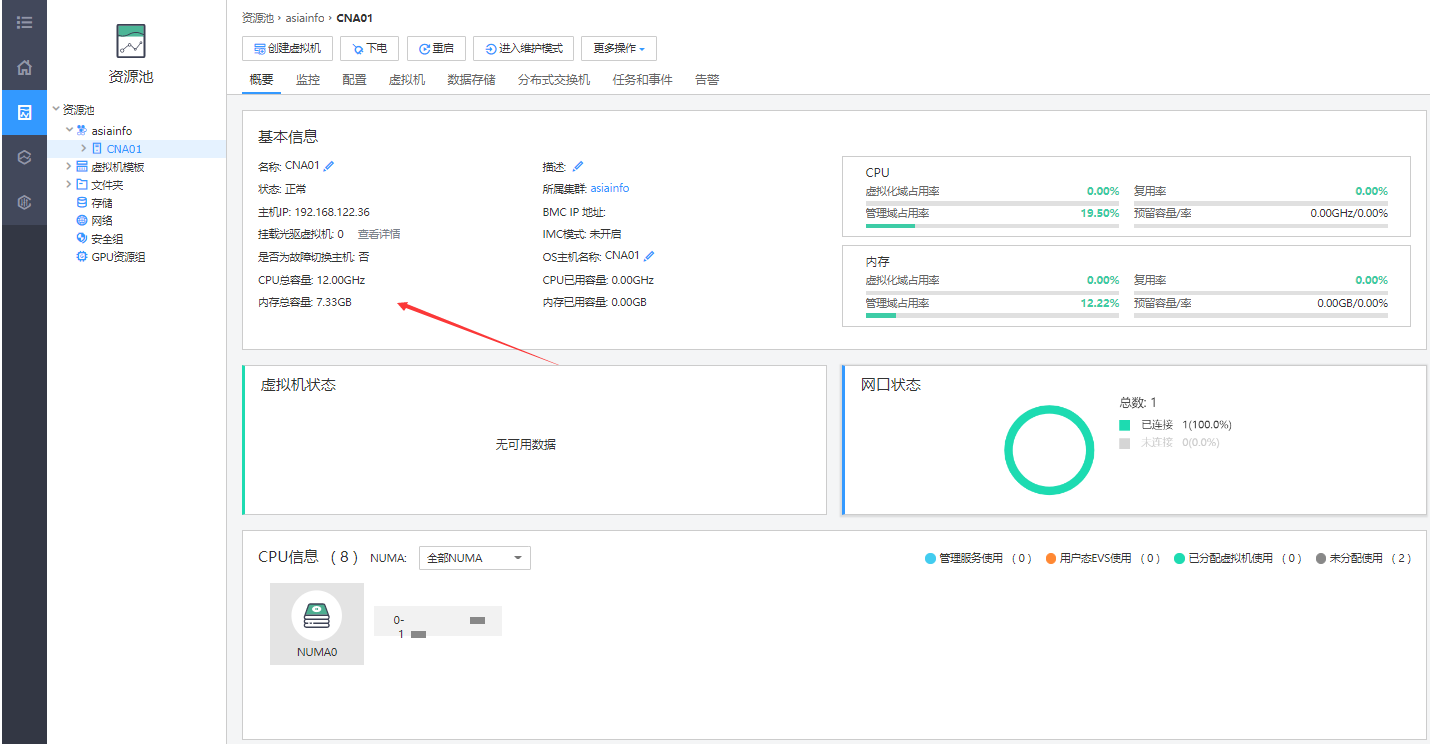 资源池 › asiainfo › CNA01
创建虚拟机 下电 重启 进入维护模式 更多操作
概要 监控 配置 虚拟机 数据存储 分布式交换机 任务和事件 告警
资源池
资源池
asiainfo
CNA01
虚拟机模板
文件夹
存储
网络
安全组
GPU资源组
基本信息
名称: CNA01 描述:
状态: 正常 所属集群: asiainfo
主机IP: 192.168.122.36 BMC IP 地址:
挂载光驱虚拟机: 0 查看详情 IMC模式: 未开启
是否为故障切换主机: 否 OS主机名称: CNA01
CPU总容量: 12.00GHz CPU已用容量: 0.00GHz
内存总容量: 7.33GB 内存已用容量: 0.00GB
CPU
虚拟化域占用率 0.00% 复用率 0.00%
管理域占用率 19.50% 预留容量/率 0.00GHz/0.00%
内存
虚拟化域占用率 0.00% 复用率 0.00%
管理域占用率 12.22% 预留容量/率 0.00GB/0.00%
虚拟机状态
无可用数据
网口状态
总数: 1
已连接 1(100.0%)
未连接 0(0.0%)
CPU信息 ( 8 ) NUMA: 全部NUMA 管理服务使用 ( 0 ) 用户态EVS使用 ( 0 ) 已分配虚拟机使用 ( 0 ) 未分配使用 ( 2 )
NUMA0
0-
1